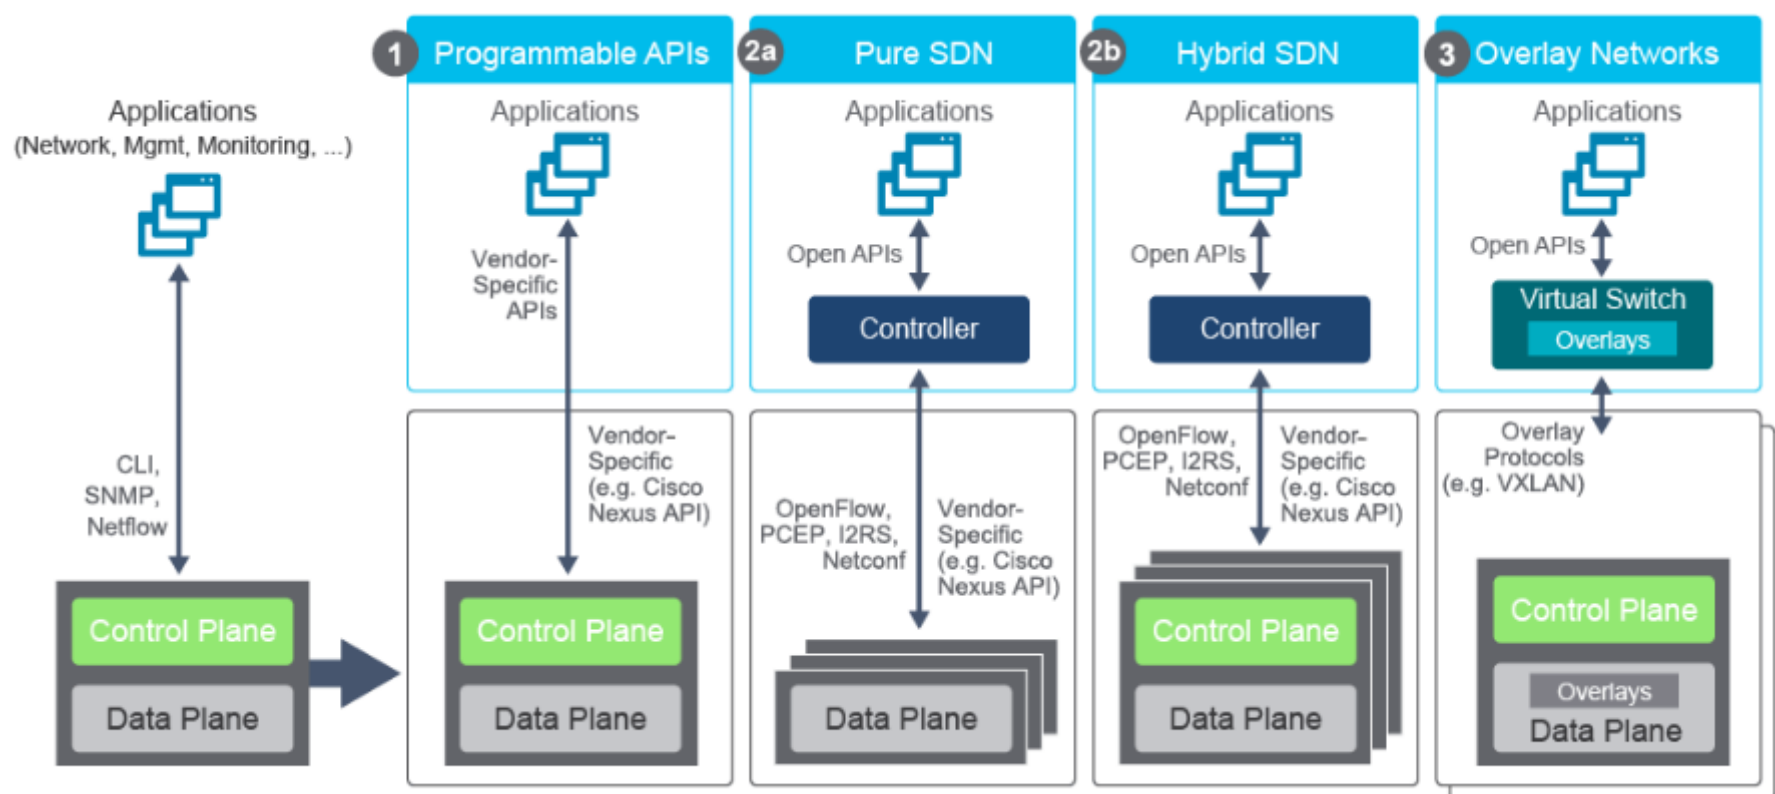 Applications
(Network, Mgmt, Monitoring, ...)
CLI,
SNMP,
Netflow
Control Plane
Data Plane
1 Programmable APIs
Applications
Vendor-
Specific
APIs
Vendor-
Specific
(e.g. Cisco
Nexus API)
Control Plane
Data Plane
2a Pure SDN
Applications
Open APIs
Controller
OpenFlow,
PCEP, I2RS,
Netconf
Vendor-
Specific
(e.g. Cisco
Nexus API)
Data Plane
2b Hybrid SDN
Applications
Open APIs
Controller
OpenFlow,
PCEP, I2RS,
Netconf
Vendor-
Specific
(e.g. Cisco
Nexus API)
Control Plane
Data Plane
3 Overlay Networks
Applications
Open APIs
Virtual Switch
Overlays
Overlay
Protocols
(e.g. VXLAN)
Control Plane
Overlays
Data Plane